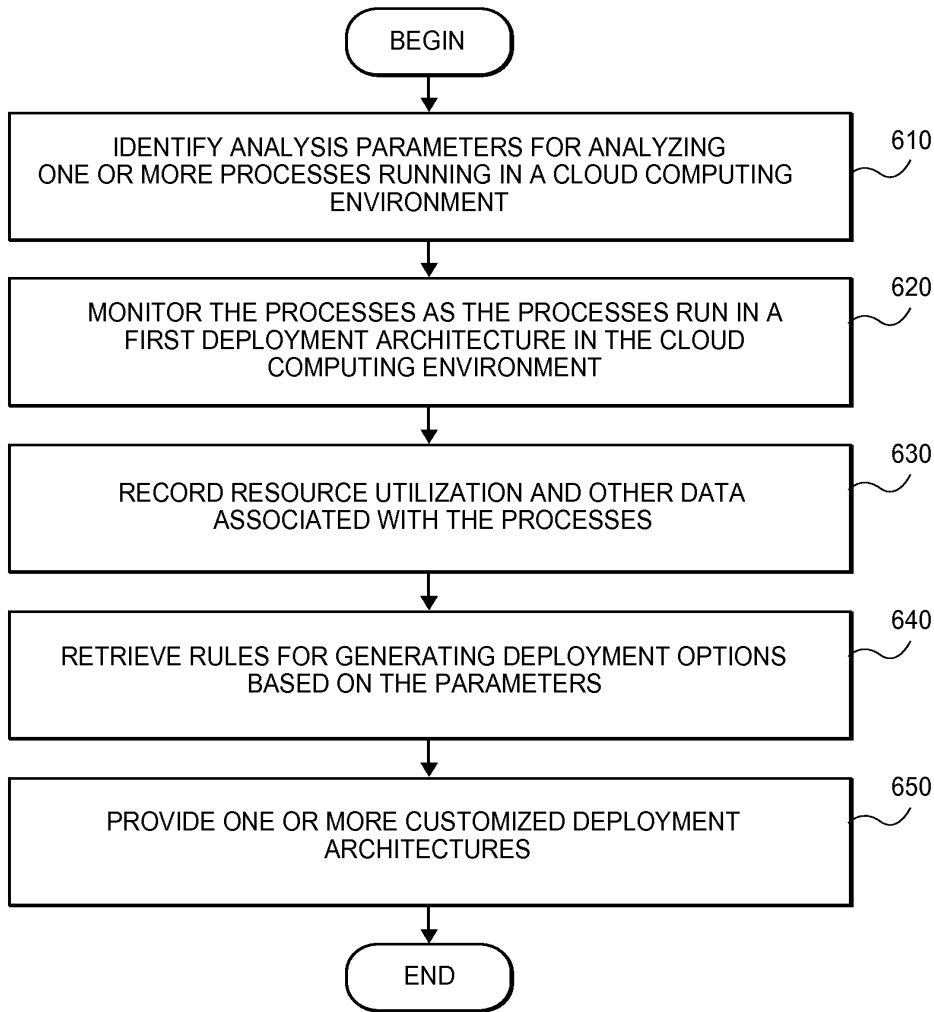 BEGIN
IDENTIFY ANALYSIS PARAMETERS FOR ANALYZING
ONE OR MORE PROCESSES RUNNING IN A CLOUD COMPUTING
ENVIRONMENT
610
MONITOR THE PROCESSES AS THE PROCESSES RUN IN A
FIRST DEPLOYMENT ARCHITECTURE IN THE CLOUD
COMPUTING ENVIRONMENT
620
RECORD RESOURCE UTILIZATION AND OTHER DATA
ASSOCIATED WITH THE PROCESSES
630
RETRIEVE RULES FOR GENERATING DEPLOYMENT OPTIONS
BASED ON THE PARAMETERS
640
PROVIDE ONE OR MORE CUSTOMIZED DEPLOYMENT
ARCHITECTURES
650
END